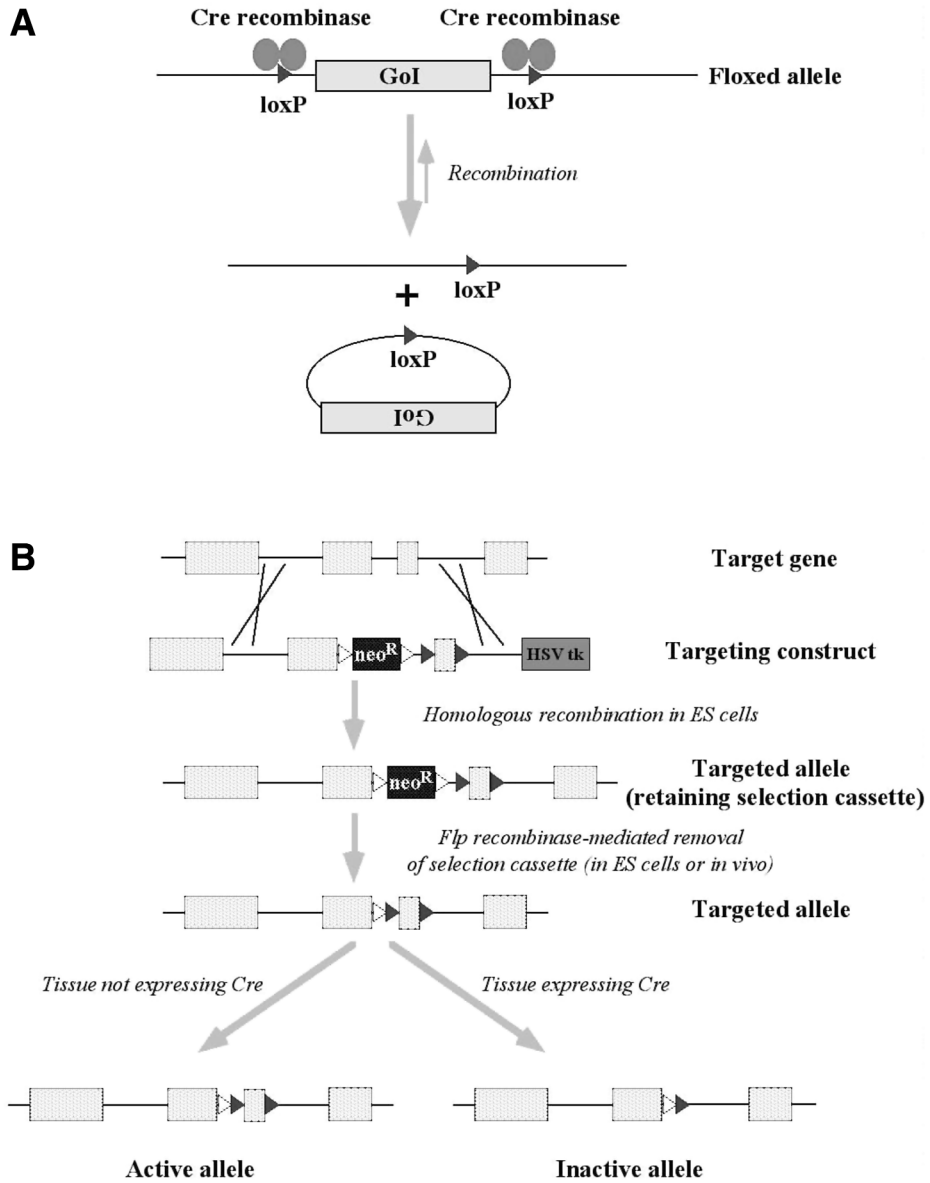 A
Cre recombinase Cre recombinase
GoI
Floxed allele
loxP loxP
Recombination
+
loxP
loxP
GoI
B
Target gene
neoR HSV tk
Targeting construct
Homologous recombination in ES cells
neoR
Targeted allele
(retaining selection cassette)
Flp recombinase-mediated removal
of selection cassette (in ES cells or in vivo)
Targeted allele
Tissue not expressing Cre Tissue expressing Cre
Active allele Inactive allele